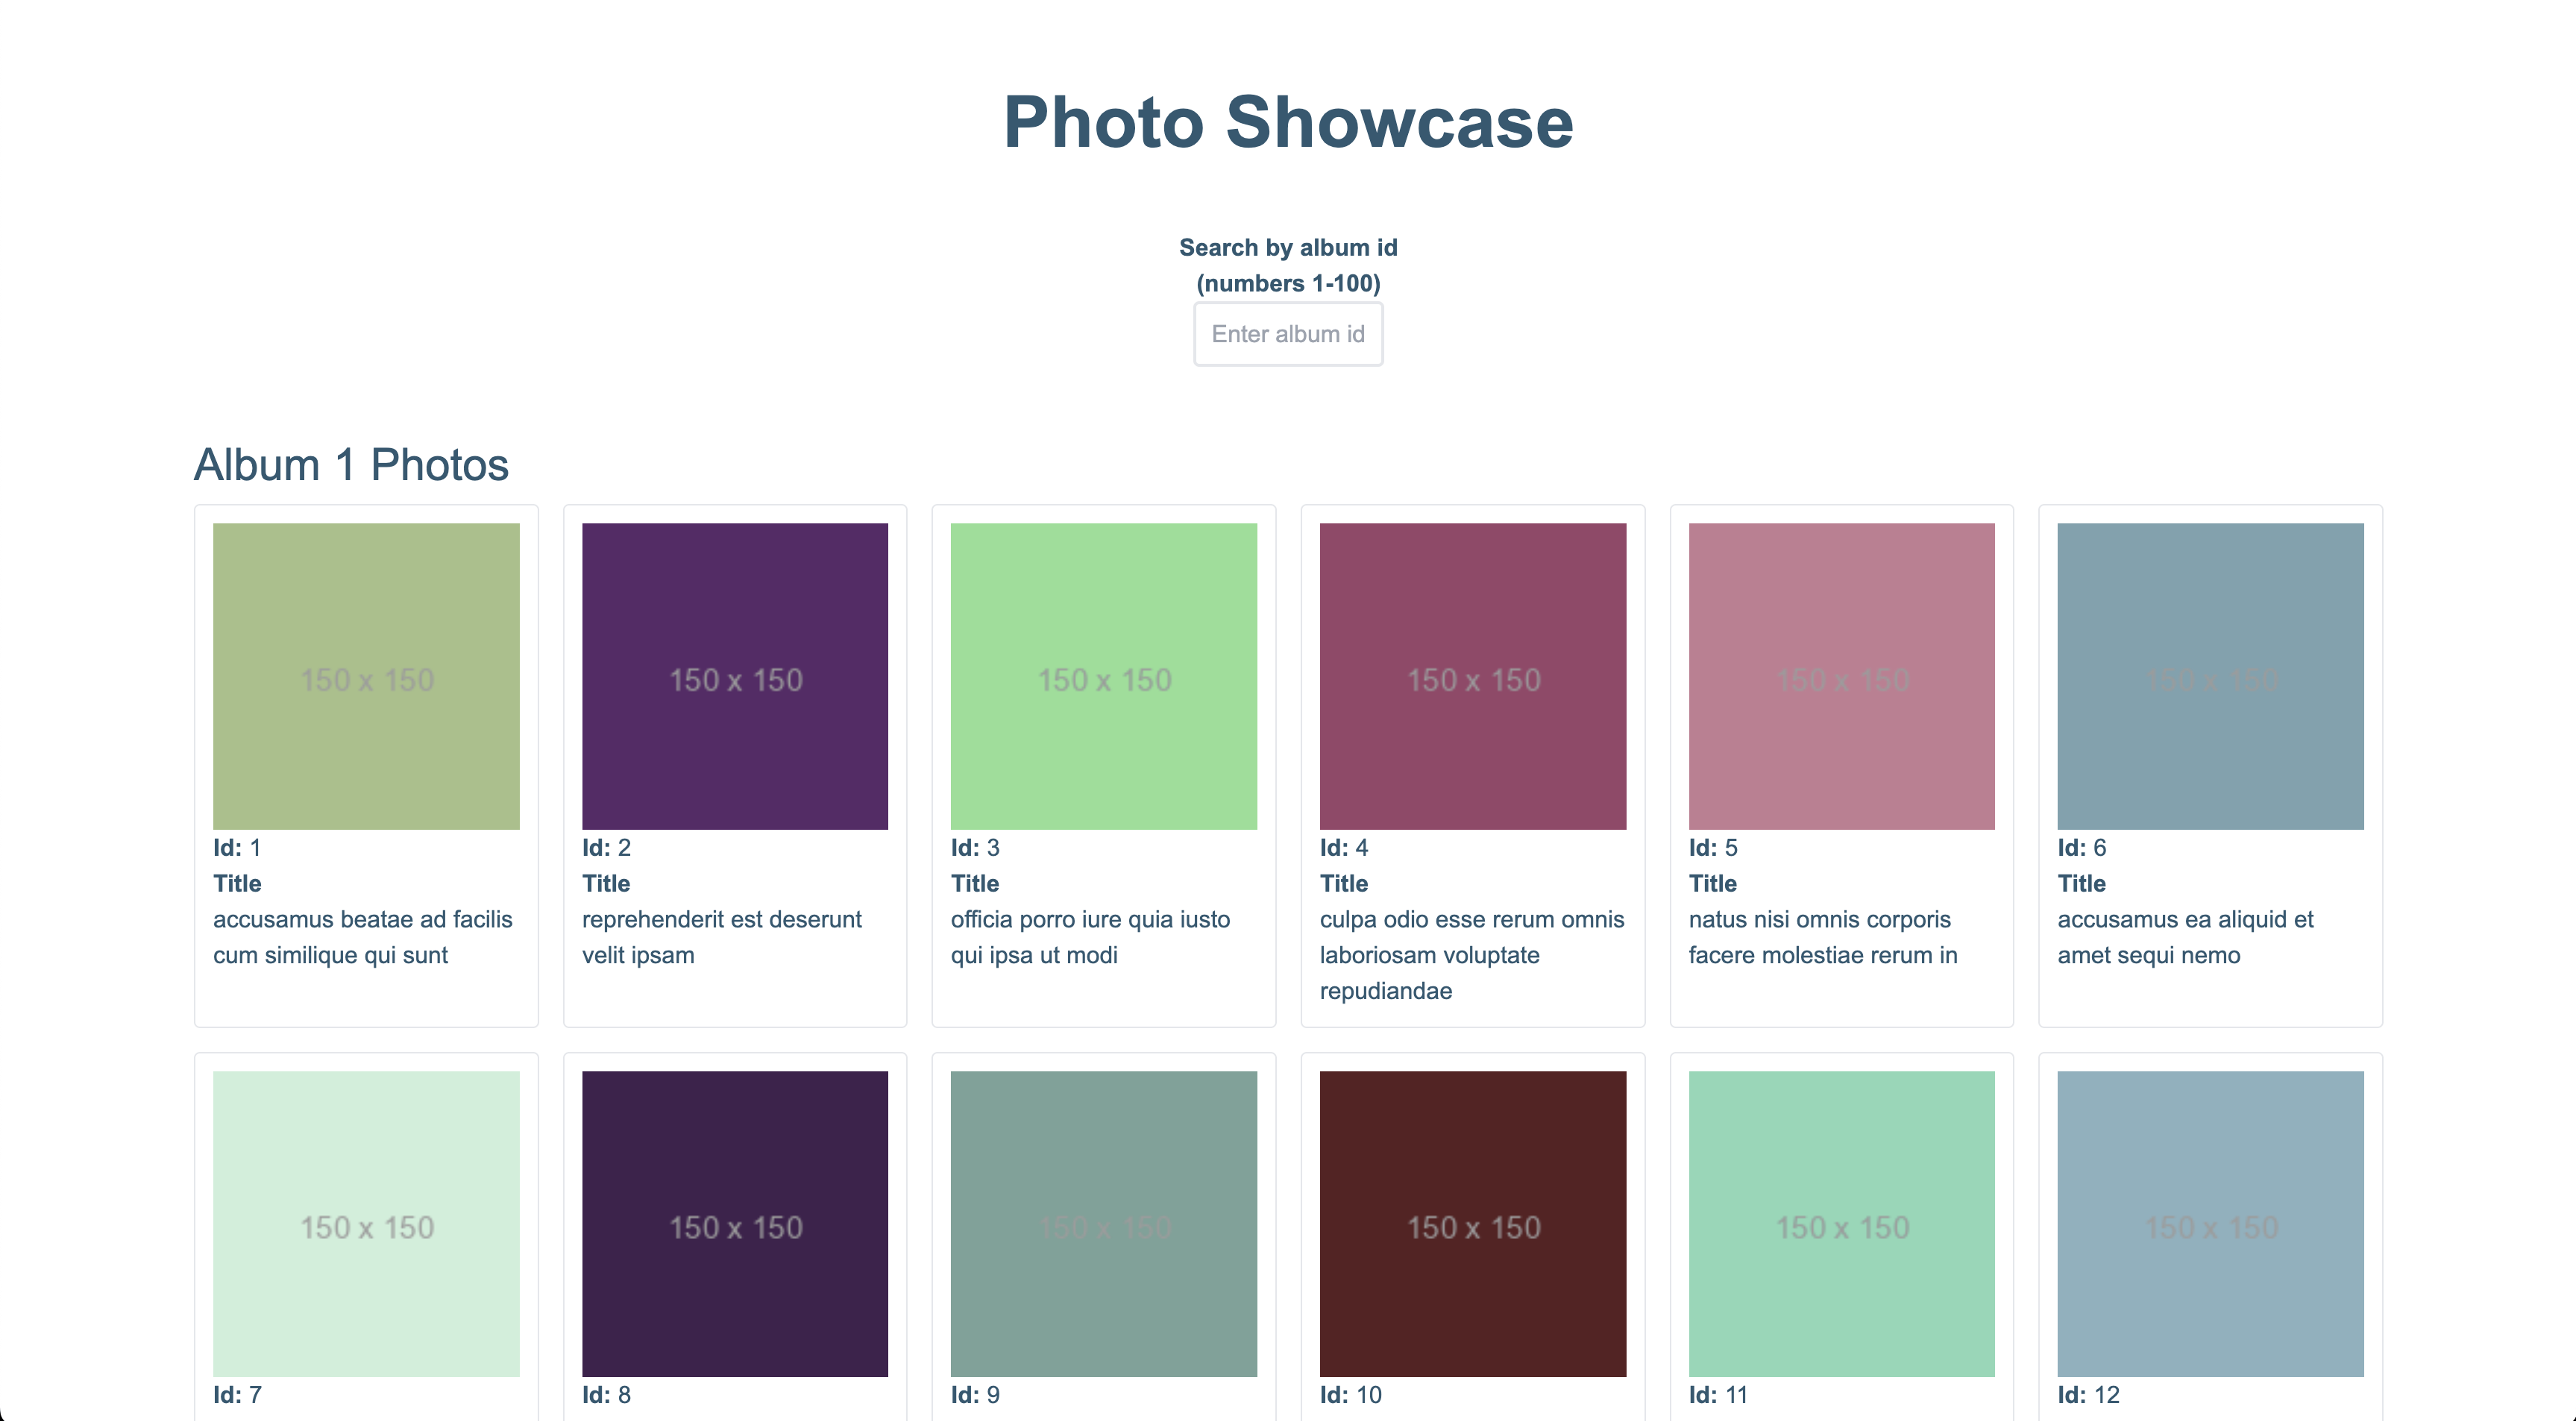 Photo Showcase
Search by album id
(numbers 1-100)
Enter album id
Album 1 Photos
150 x 150
Id: 1
Title
accusamus beatae ad facilis
cum similique qui sunt
150 x 150
Id: 2
Title
reprehenderit est deserunt
velit ipsam
150 x 150
Id: 3
Title
officia porro iure quia iusto
qui ipsa ut modi
150 x 150
Id: 4
Title
culpa odio esse rerum omnis
laboriosam voluptate
repudiandae
150 x 150
Id: 5
Title
natus nisi omnis corporis
facere molestiae rerum in
150 x 150
Id: 6
Title
accusamus ea aliquid et
amet sequi nemo
150 x 150
Id: 7
150 x 150
Id: 8
150 x 150
Id: 9
150 x 150
Id: 10
150 x 150
Id: 11
150 x 150
Id: 12